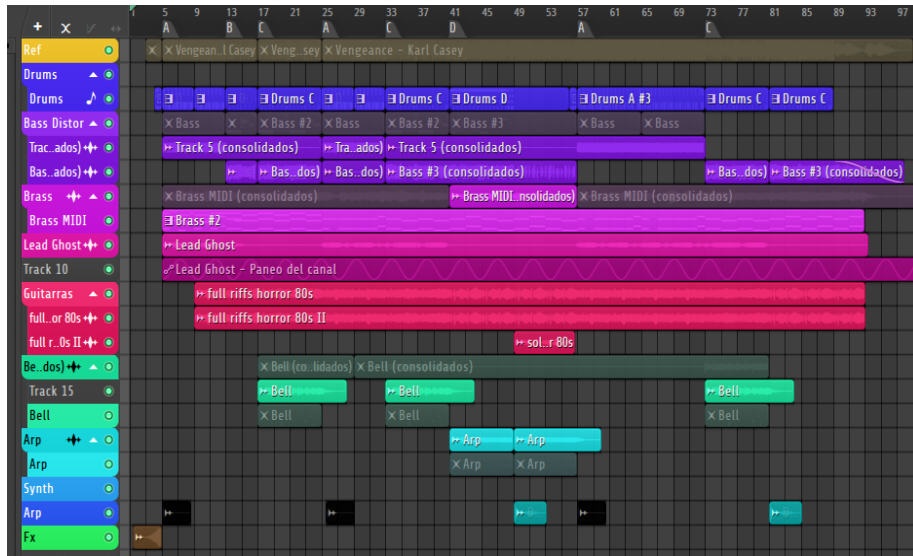 1 5 9 13 17 21 25 29 33 37 41 45 49 53 57 61 65 69 73 77 81 85 89 93 97
A B C A C D A C
Ref Vengean..l Casey Veng..sey Vengeance - Karl Casey
Drums
Drums Drums C Drums C Drums D Drums A #3 Drums C Drums C
Bass Distor Bass Bass #2 Bass Bass #2 Bass #3 Bass Bass
Trac..ados) Track 5 (consolidados) Tra..ados) Track 5 (consolidados)
Bas..ados) Bas..dos) Bas..dos) Bass #3 (consolidados) Bas..dos) Bass #3 (consolidados)
Brass Brass MIDI (consolidados) Brass MIDI..nsolidados) Brass MIDI (consolidados)
Brass MIDI Brass #2
Lead Ghost Lead Ghost
Track 10 Lead Ghost - Paneo del canal
Guitarras full riffs horror 80s
full..or 80s full riffs horror 80s II
full r..0s II sol..r 80s
Be..dos) Bell (co..lidados) Bell (consolidados)
Track 15 Bell Bell Bell
Bell Bell Bell Bell
Arp Arp Arp
Arp Arp Arp
Synth
Arp
Fx